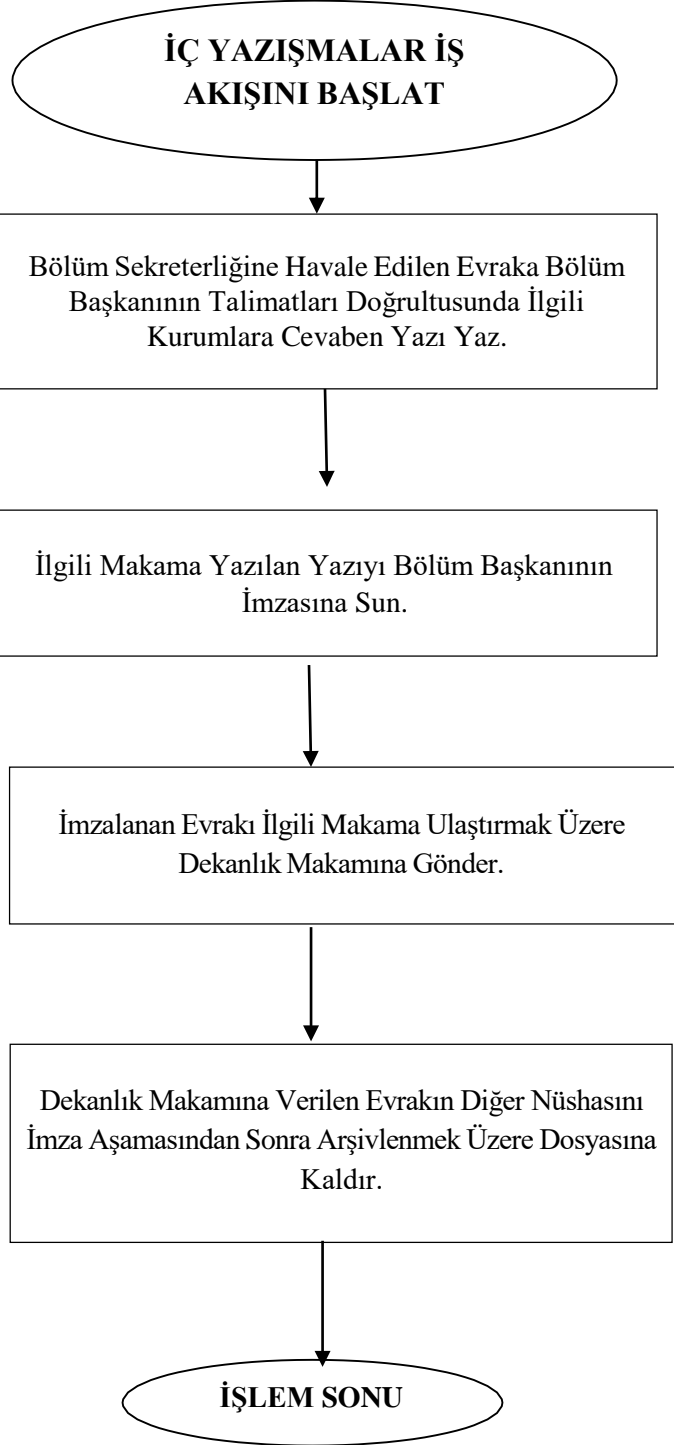 İÇ YAZIŞMALAR İŞ
AKIŞINI BAŞLAT
Bölüm Sekreterliğine Havale Edilen Evraka Bölüm
Başkanının Talimatları Doğrultusunda İlgili
Kurumlara Cevaben Yazı Yaz.
İlgili Makama Yazılan Yazıyı Bölüm Başkanının
İmzasına Sun.
İmzalanan Evrakı İlgili Makama Ulaştırmak Üzere
Dekanlık Makamına Gönder.
Dekanlık Makamına Verilen Evrakın Diğer Nüshasını
İmza Aşamasından Sonra Arşivlenmek Üzere Dosyasına
Kaldır.
İŞLEM SONU